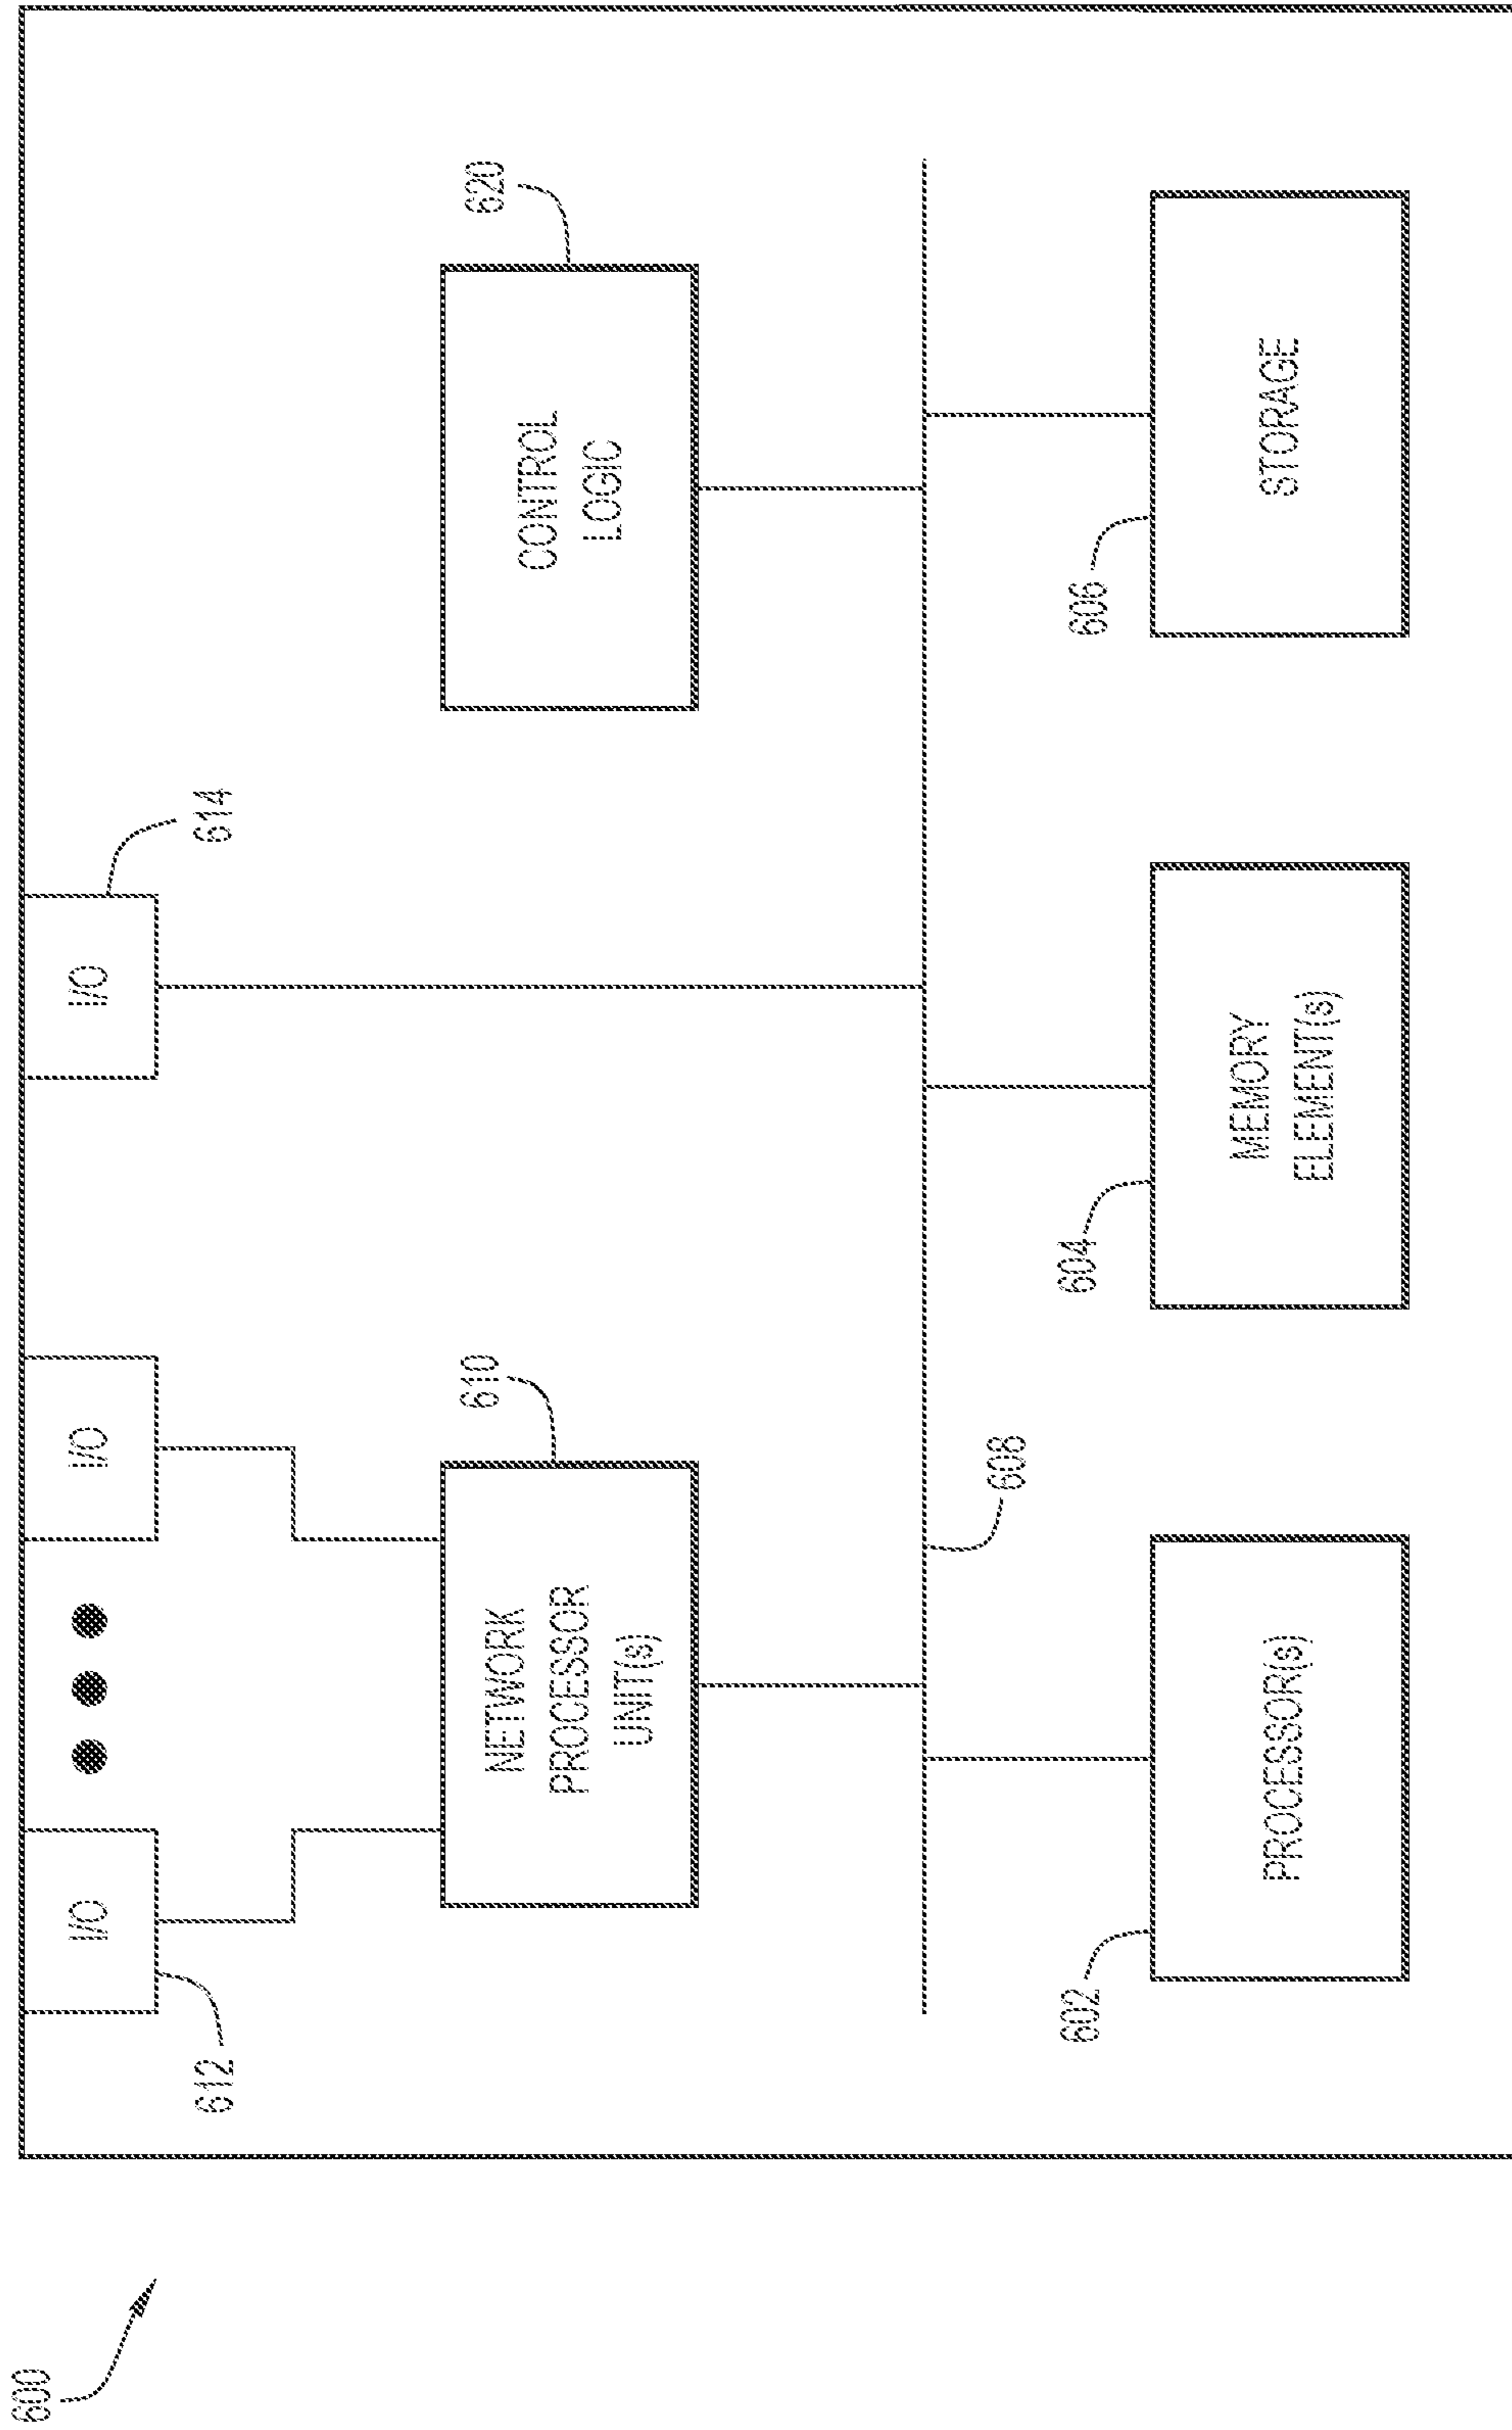 600
612
I/O
I/O
I/O
614
610
NETWORK
PROCESSOR
UNIT(s)
620
CONTROL
LOGIC
608
602
PROCESSOR(s)
604
MEMORY
ELEMENT(s)
606
STORAGE